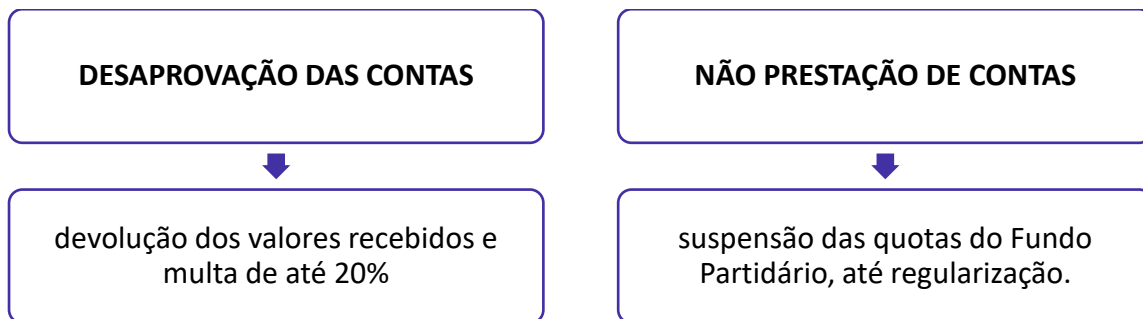 DESAPROVAÇÃO DAS CONTAS
devolução dos valores recebidos e
multa de até 20%
NÃO PRESTAÇÃO DE CONTAS
suspensão das quotas do Fundo
Partidário, até regularização.